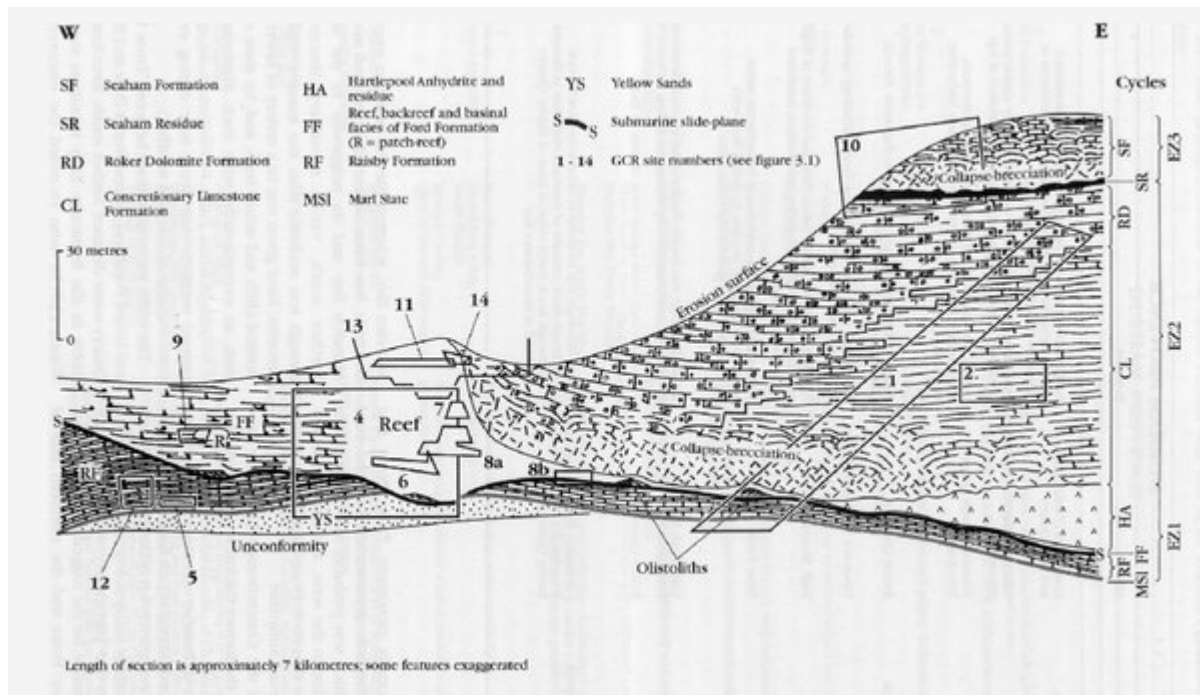 W
E
SF Seaham Formation
SR Seaham Residue
RD Roker Dolomite Formation
CL Concretionary Limestone
Formation
HA Hartlepool Anhydrite and
residue
FF Reef, backreef and basinal
facies of Ford Formation
(R = patch-reef)
RF Raisby Formation
MSl Marl Slate
YS Yellow Sands
S S Submarine slide-plane
1 - 14 GCR site numbers (see figure 3.1)
Cycles
30 metres
0
10
Collapse-brecciation
SF
SR
RD
CL
HA
FF
RF
MSl
EZ3
EZ2
EZ1
Erosion surface
14
11
13
9
4
Reef
7
FF
R
1
2
Collapse-brecciation
S
RF
6
8a
8b
YS
S
Unconformity
Olistoliths
12
5
Length of section is approximately 7 kilometres; some features exaggerated